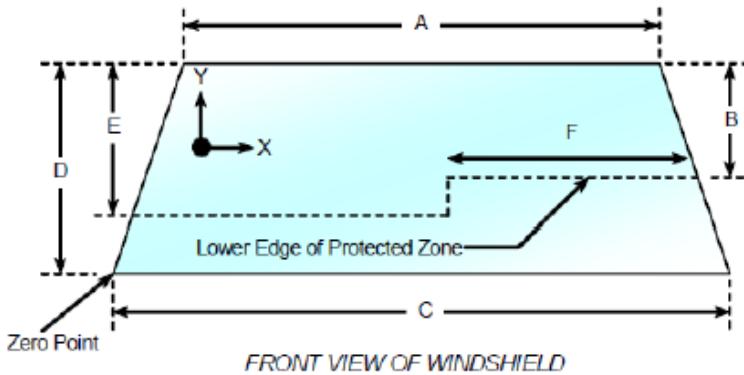 A
Y
B
E
X
F
D
Lower Edge of Protected Zone
C
Zero Point
FRONT VIEW OF WINDSHIELD